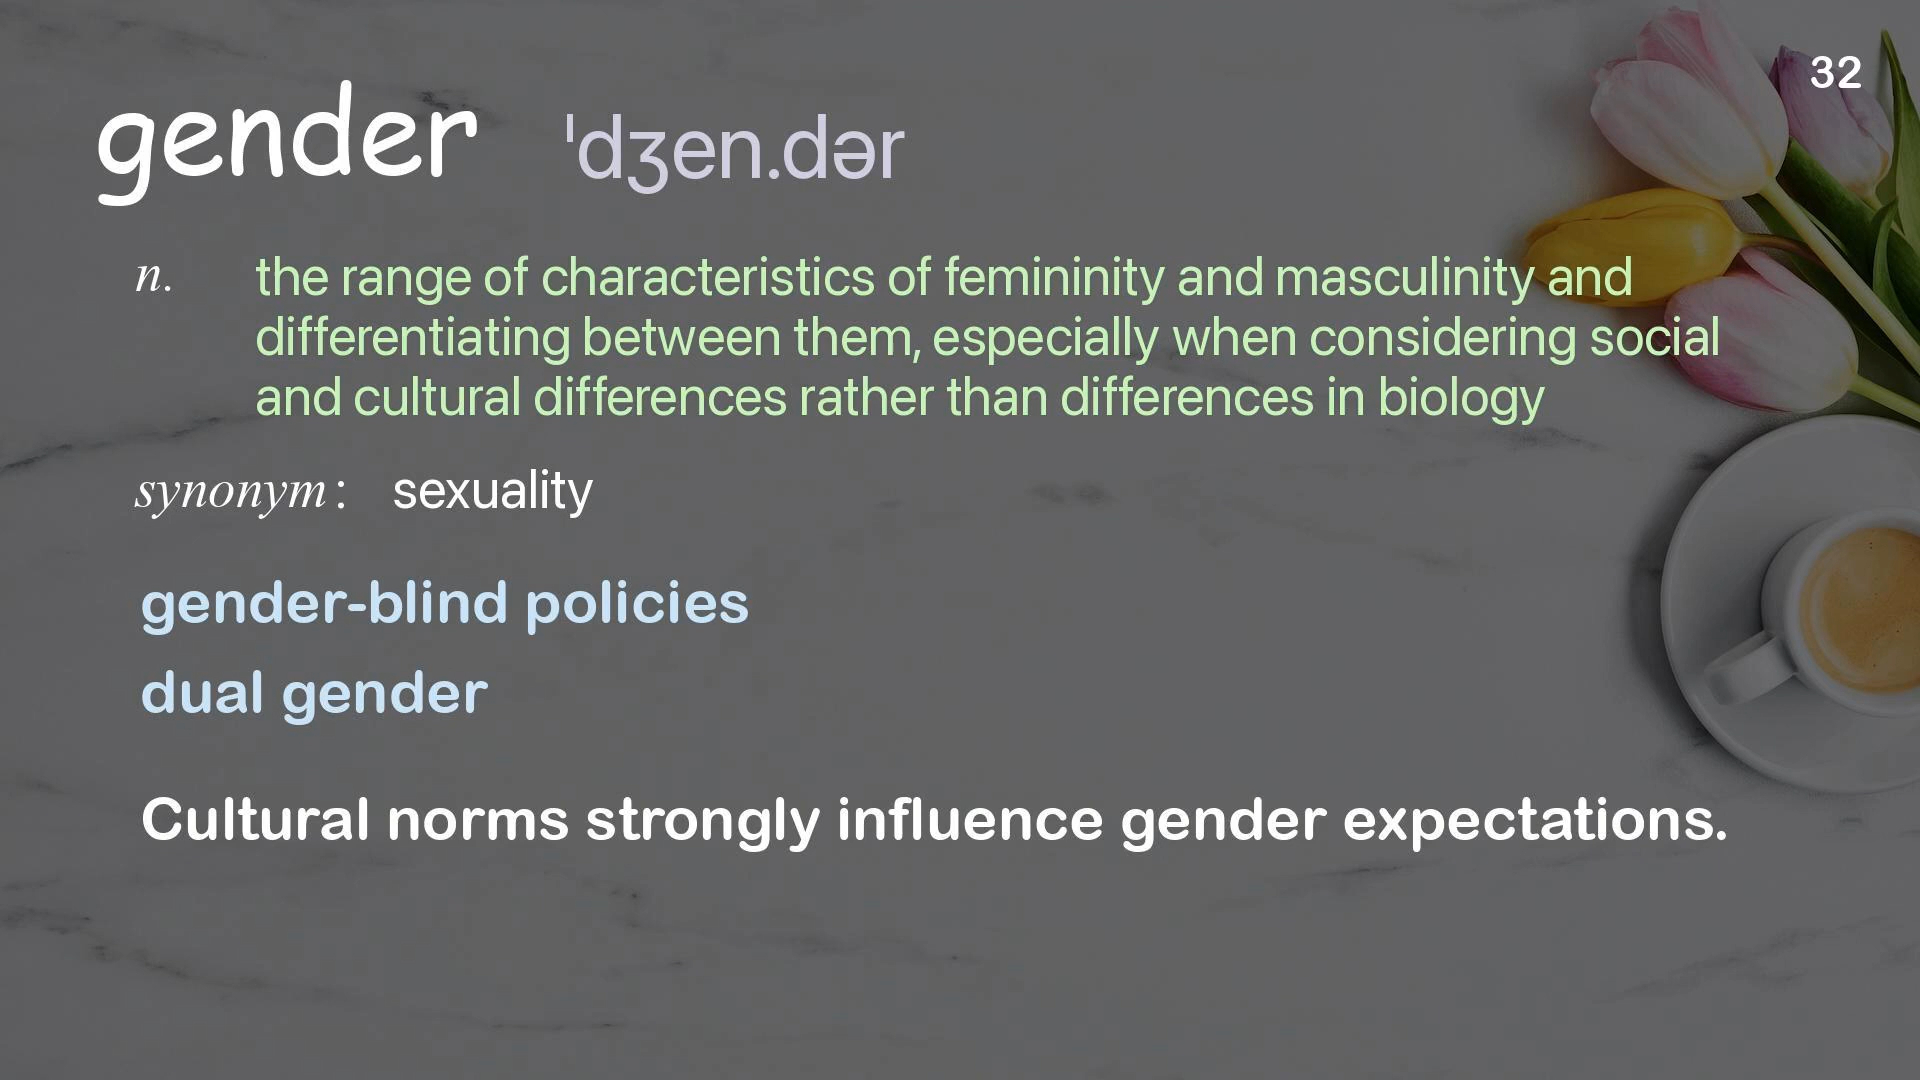 32
gender ˈdʒen.dər
n. the range of characteristics of femininity and masculinity and
differentiating between them, especially when considering social
and cultural differences rather than differences in biology
synonym: sexuality
gender-blind policies
dual gender
Cultural norms strongly influence gender expectations.